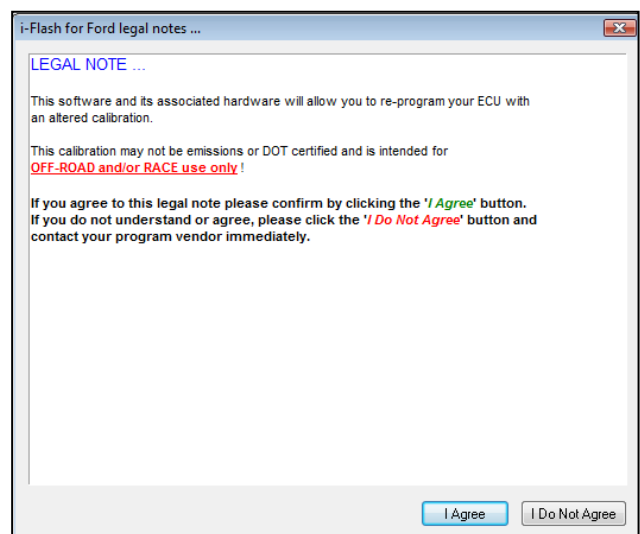 i-Flash for Ford legal notes ...
LEGAL NOTE ...
This software and its associated hardware will allow you to re-program your ECU with
an altered calibration.
This calibration may not be emissions or DOT certified and is intended for
OFF-ROAD and/or RACE use only !
If you agree to this legal note please confirm by clicking the 'I Agree' button.
If you do not understand or agree, please click the 'I Do Not Agree' button and
contact your program vendor immediately.
I Agree
I Do Not Agree